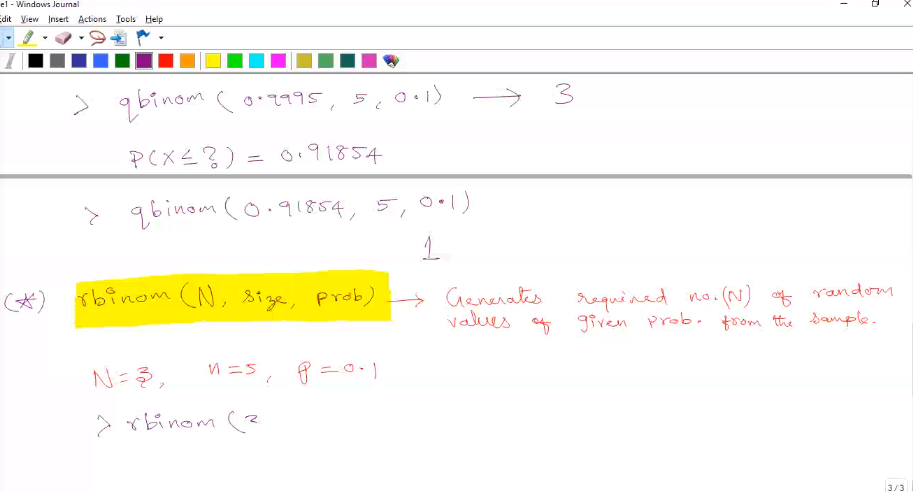 e1 - Windows Journal
Edit View Insert Actions Tools Help
> qbinom (0.9995, 5, 0.1) → 3
P(X ≤ ?) = 0.91854
> qbinom (0.91854, 5, 0.1)
1
(*) rbinom (N, size, prob) → Generates required no.(N) of random
values of given prob. from the sample.
N=3, n=5, p=0.1
> rbinom (3
3 / 3